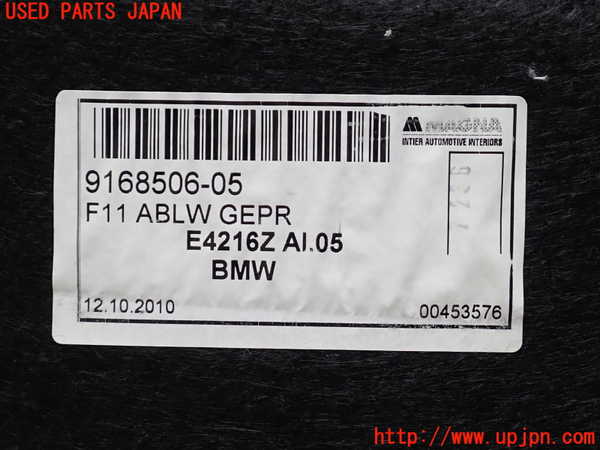 USED PARTS JAPAN
MAGNA
INTIER AUTOMOTIVE INTERIORS
9168506-05
F11 ABLW GEPR
E4216Z AI.05
BMW
12.10.2010
00453576
http://www.upjpn.com/